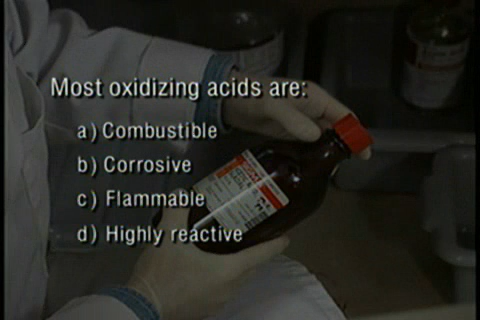 Most oxidizing acids are:
a) Combustible
b) Corrosive
c) Flammable
d) Highly reactive